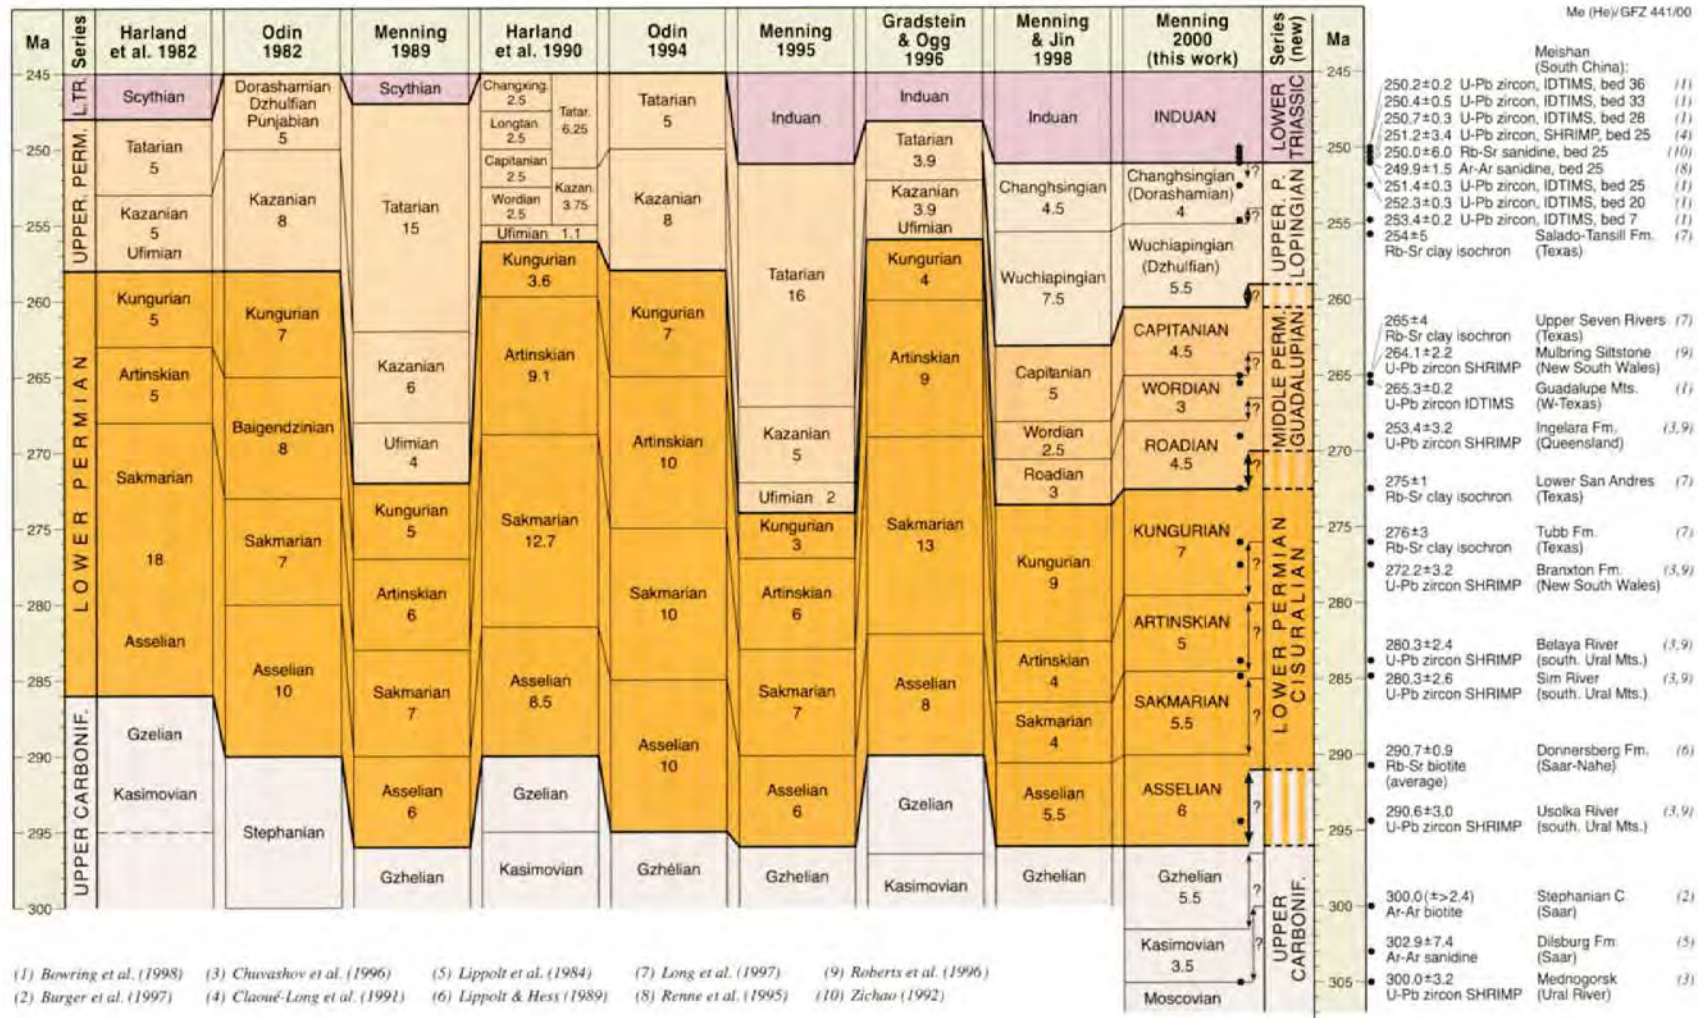 Me (He)/GFZ 441/00
Ma
Series
Harland
et al. 1982
Odin
1982
Menning
1989
Harland
et al. 1990
Odin
1994
Menning
1995
Gradstein
& Ogg
1996
Menning
& Jin
1998
Menning
2000
(this work)
Series
(new)
Ma
245
250
255
260
265
270
275
280
285
290
295
300
L.TR.
UPPER. PERM.
LOWER PERMIAN
UPPER CARBONIF.
Scythian
Tatarian
5
Kazanian
5
Ufimian
Kungurian
5
Artinskian
5
Sakmarian
18
Asselian
Gzelian
Kasimovian
Dorashamian
Dzhulfian
Punjabian
5
Kazanian
8
Kungurian
7
Baigendzinian
8
Sakmarian
7
Asselian
10
Stephanian
Scythian
Tatarian
15
Kazanian
6
Ufimian
4
Kungurian
5
Artinskian
6
Sakmarian
7
Asselian
6
Gzhelian
Changxing.
2.5
Longtan
2.5
Capitanian
2.5
Wordian
2.5
Tatar.
6.25
Kazan.
3.75
Ufimian 1.1
Kungurian
3.6
Artinskian
9.1
Sakmarian
12.7
Asselian
8.5
Gzelian
Kasimovian
Tatarian
5
Kazanian
8
Kungurian
7
Artinskian
10
Sakmarian
10
Asselian
10
Gzhélian
Induan
Tatarian
16
Kazanian
5
Ufimian 2
Kungurian
3
Artinskian
6
Sakmarian
7
Asselian
6
Gzhelian
Induan
Tatarian
3.9
Kazanian
3.9
Ufimian
Kungurian
4
Artinskian
9
Sakmarian
13
Asselian
8
Gzelian
Kasimovian
Induan
Changhsingian
4.5
Wuchiapingian
7.5
Capitanian
5
Wordian
2.5
Roadian
3
Kungurian
9
Artinskian
4
Sakmarian
4
Asselian
5.5
Gzhelian
INDUAN
Changhsingian
(Dorashamian)
4
Wuchiapingian
(Dzhulfian)
5.5
CAPITANIAN
4.5
WORDIAN
3
ROADIAN
4.5
KUNGURIAN
7
ARTINSKIAN
5
SAKMARIAN
5.5
ASSELIAN
6
Gzhelian
5.5
Kasimovian
3.5
Moscovian
?
?
?
?
?
?
?
?
?
?
?
?
LOWER
TRIASSIC
UPPER. P.
LOPINGIAN
MIDDLE PERM.
GUADALUPIAN
LOWER PERMIAN
CISURALIAN
UPPER
CARBONIF.
245
250
255
260
265
270
275
280
285
290
295
300
305
Meishan
(South China):
250.2±0.2 U-Pb zircon, IDTIMS, bed 36 (1)
250.4±0.5 U-Pb zircon, IDTIMS, bed 33 (1)
250.7±0.3 U-Pb zircon, IDTIMS, bed 28 (1)
251.2±3.4 U-Pb zircon, SHRIMP, bed 25 (4)
250.0±6.0 Rb-Sr sanidine, bed 25 (10)
249.9±1.5 Ar-Ar sanidine, bed 25 (8)
251.4±0.3 U-Pb zircon, IDTIMS, bed 25 (1)
252.3±0.3 U-Pb zircon, IDTIMS, bed 20 (1)
253.4±0.2 U-Pb zircon, IDTIMS, bed 7 (1)
254±5 Salado-Tansill Fm. (7)
Rb-Sr clay isochron (Texas)
265±4 Upper Seven Rivers (7)
Rb-Sr clay isochron (Texas)
264.1±2.2 Mulbring Siltstone (9)
U-Pb zircon SHRIMP (New South Wales)
265.3±0.2 Guadalupe Mts. (1)
U-Pb zircon IDTIMS (W-Texas)
253.4±3.2 Ingelara Fm. (3,9)
U-Pb zircon SHRIMP (Queensland)
275±1 Lower San Andres (7)
Rb-Sr clay isochron (Texas)
276±3 Tubb Fm. (7)
Rb-Sr clay isochron (Texas)
272.2±3.2 Branxton Fm. (3,9)
U-Pb zircon SHRIMP (New South Wales)
280.3±2.4 Belaya River (3,9)
U-Pb zircon SHRIMP (south. Ural Mts.)
280.3±2.6 Sim River (3,9)
U-Pb zircon SHRIMP (south. Ural Mts.)
290.7±0.9 Donnersberg Fm. (6)
Rb-Sr biotite (Saar-Nahe)
(average)
290.6±3.0 Usolka River (3,9)
U-Pb zircon SHRIMP (south. Ural Mts.)
300.0(±>2.4) Stephanian C (2)
Ar-Ar biotite (Saar)
302.9±7.4 Dilsburg Fm. (5)
Ar-Ar sanidine (Saar)
300.0±3.2 Mednogorsk (3)
U-Pb zircon SHRIMP (Ural River)
(1) Bowring et al. (1998) (3) Chuvashov et al. (1996) (5) Lippolt et al. (1984) (7) Long et al. (1997) (9) Roberts et al. (1996)
(2) Burger et al. (1997) (4) Claoué-Long et al. (1991) (6) Lippolt & Hess (1989) (8) Renne et al. (1995) (10) Zichao (1992)